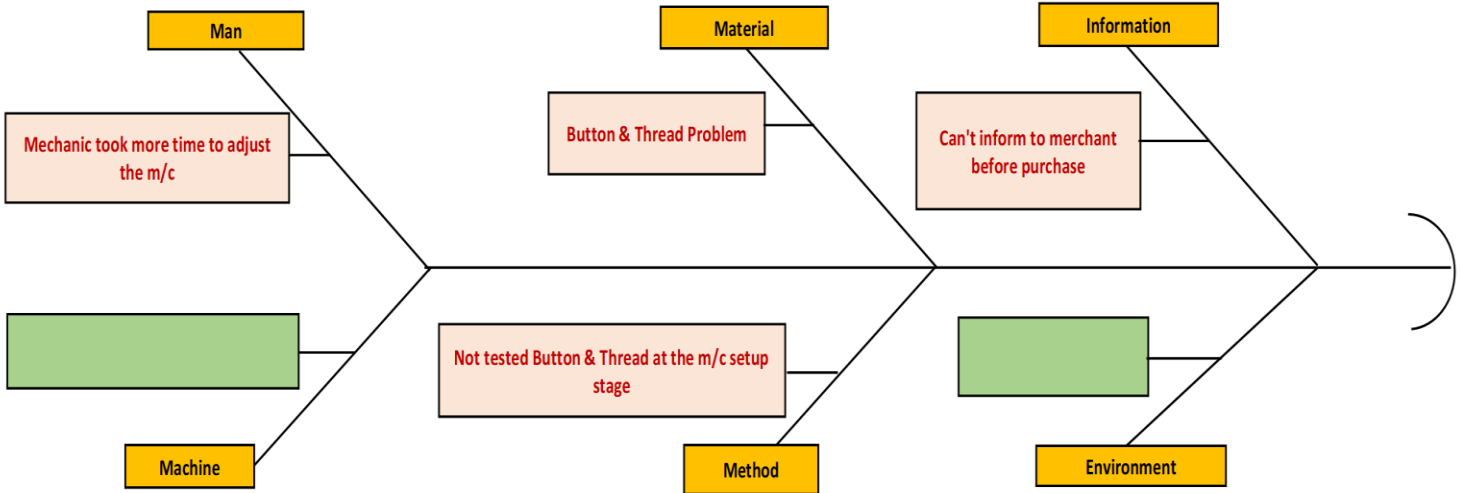 Man
Material
Information
Mechanic took more time to adjust
the m/c
Button & Thread Problem
Can't inform to merchant
before purchase
Not tested Button & Thread at the m/c setup
stage
Machine
Method
Environment